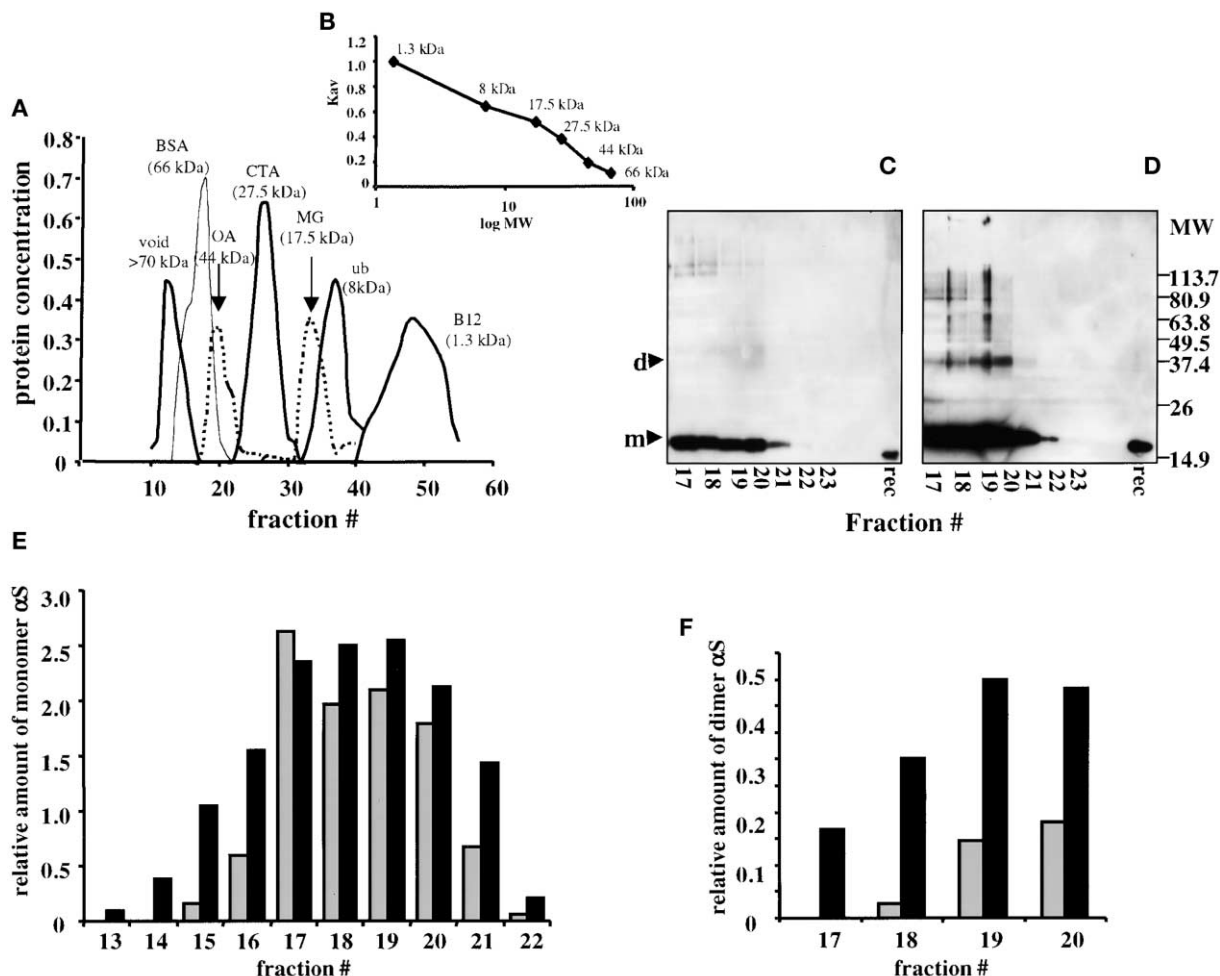 B
1.2
1.0
0.8
0.6
0.4
0.2
0
Kav
1.3 kDa
8 kDa
17.5 kDa
27.5 kDa
44 kDa
66 kDa
1
10
100
log MW
A
0.8
0.7
0.6
0.5
0.4
0.3
0.2
0.1
0
protein concentration
BSA
(66 kDa)
void
>70 kDa
OA
(44 kDa)
CTA
(27.5 kDa)
MG
(17.5 kDa)
ub
(8kDa)
B12
(1.3 kDa)
10
20
30
40
50
60
fraction #
C
d
m
17
18
19
20
21
22
23
rec
D
MW
113.7
80.9
63.8
49.5
37.4
26
14.9
17
18
19
20
21
22
23
rec
Fraction #
E
3.0
2.5
2.0
1.5
1.0
0.5
0
relative amount of monomer αS
13
14
15
16
17
18
19
20
21
22
fraction #
F
0.5
0.4
0.3
0.2
0.1
0
relative amount of dimer αS
17
18
19
20
fraction #